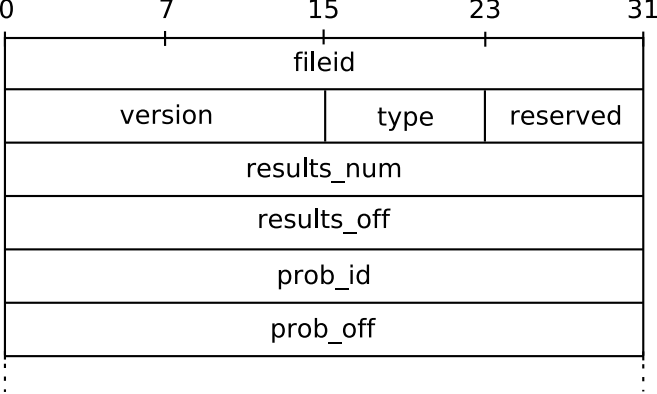 0 7 15 23 31
fileid
version type reserved
results_num
results_off
prob_id
prob_off